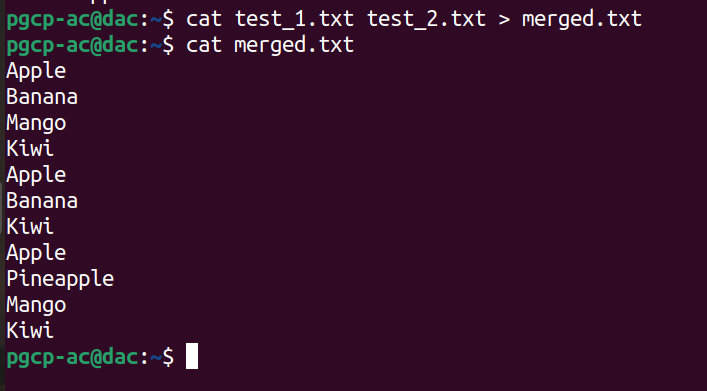 pgcp-ac@dac:~$ cat test_1.txt test_2.txt > merged.txt
pgcp-ac@dac:~$ cat merged.txt
Apple
Banana
Mango
Kiwi
Apple
Banana
Kiwi
Apple
Pineapple
Mango
Kiwi
pgcp-ac@dac:~$